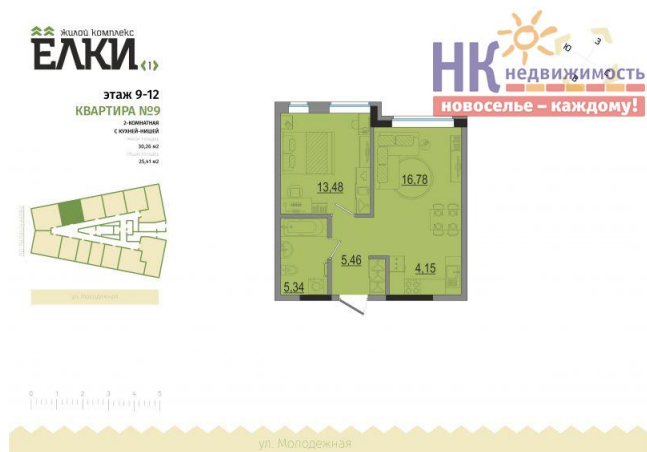 жилой комплекс
ЁЛКИ ‹1›
этаж 9-12
КВАРТИРА №9
2-КОМНАТНАЯ
С КУХНЕЙ-НИШЕЙ
30,26 м2
25,41 м2
ул. Молодежная
НК недвижимость
новоселье – каждому!
Ю
З
13.48
16.78
5.46
4.15
5.34
0 1 2 3 4 5
ул. Молодежная